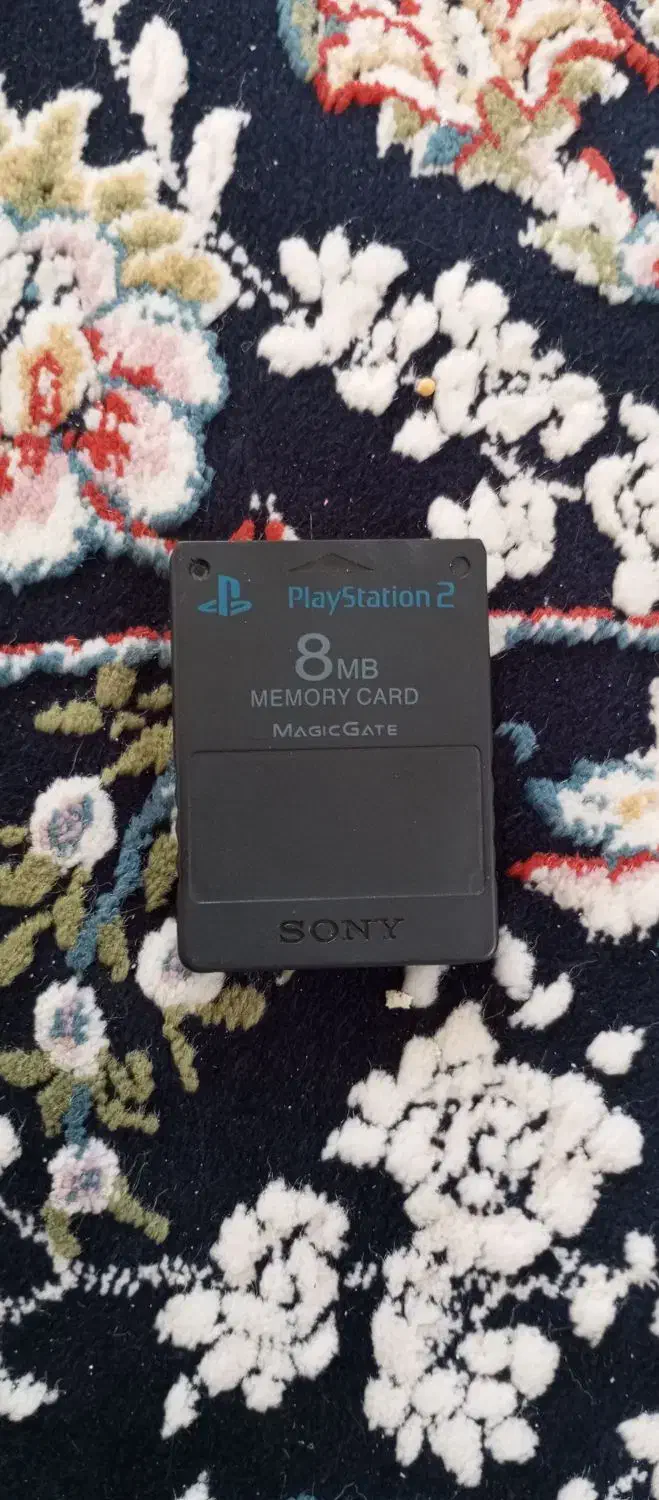 PlayStation 2
8MB
MEMORY CARD
MAGICGATE
SONY